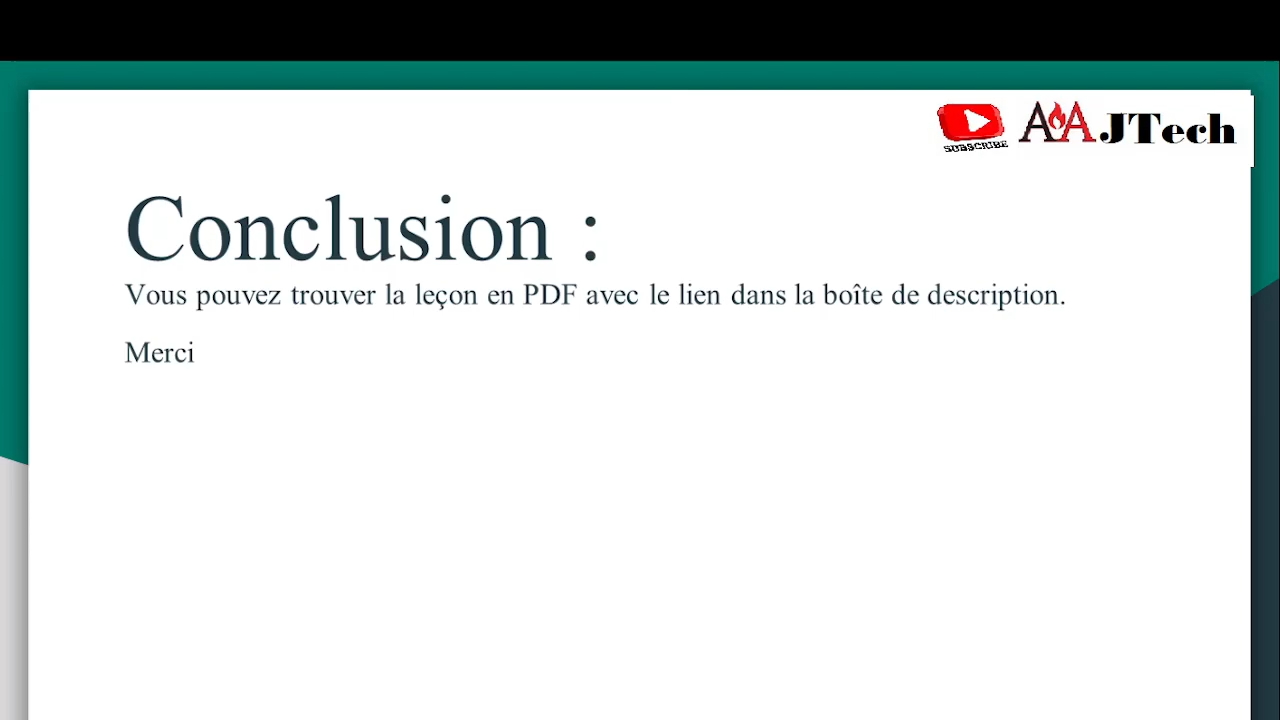 SUBSCRIBE
AAJTech
Conclusion :
Vous pouvez trouver la leçon en PDF avec le lien dans la boîte de description.
Merci